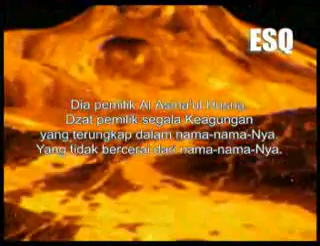 ESQ
Dia pemilik Al Asma'ul Husna
Dzat pemilik segala Keagungan
yang terungkap dalam nama-nama-Nya.
Yang tidak bercerai dari nama-nama-Nya.